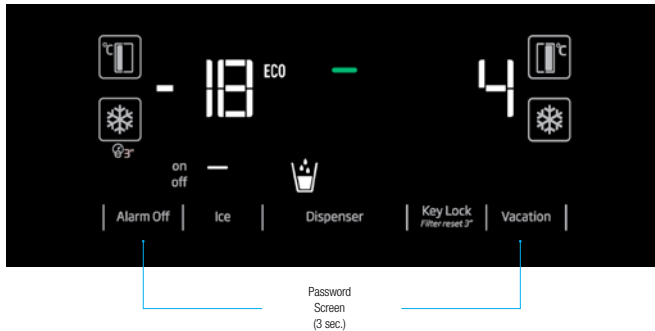 °C
-18 ECO
4
°C
3"
on
off
Alarm Off
Ice
Dispenser
Key Lock
Filter reset 3"
Vacation
Password
Screen
(3 sec.)